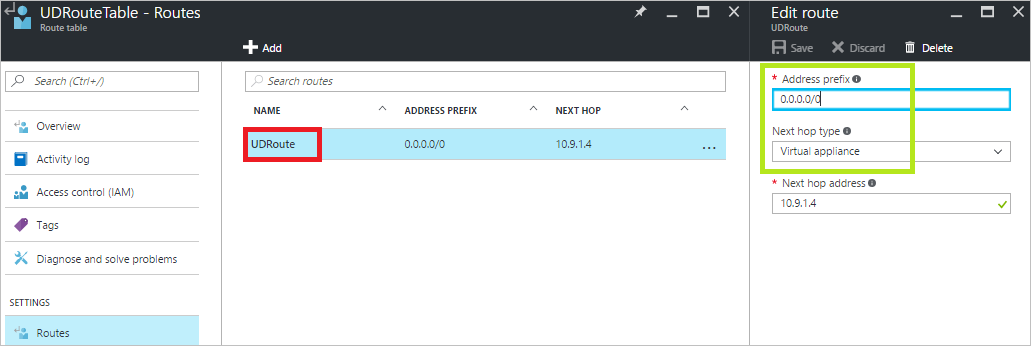 UDRouteTable - Routes
Route table
Add
Search (Ctrl+/)
Overview
Activity log
Access control (IAM)
Tags
Diagnose and solve problems
SETTINGS
Routes
Search routes
NAME ADDRESS PREFIX NEXT HOP
UDRoute 0.0.0.0/0 10.9.1.4 ...
Edit route
UDRoute
Save Discard Delete
* Address prefix
0.0.0.0/0
Next hop type
Virtual appliance
* Next hop address
10.9.1.4